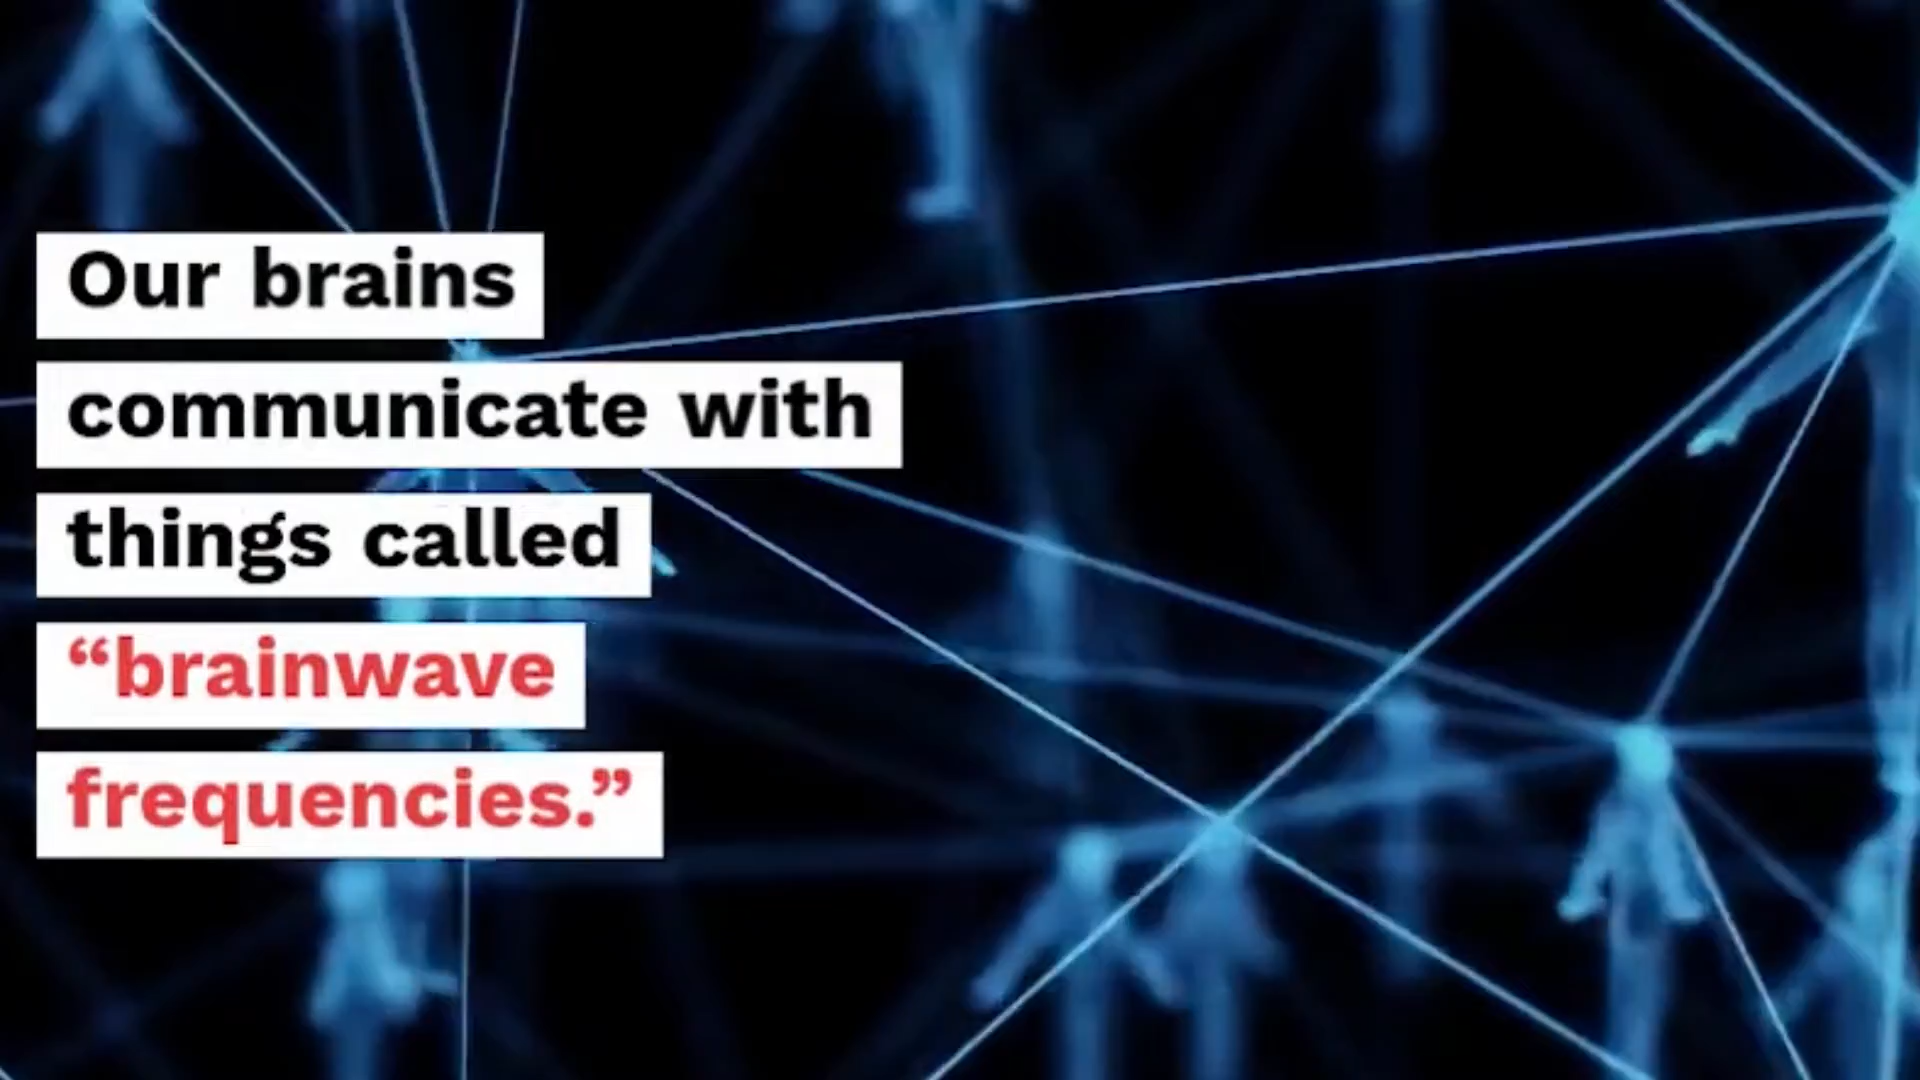 Our brains
communicate with
things called
“brainwave
frequencies.”